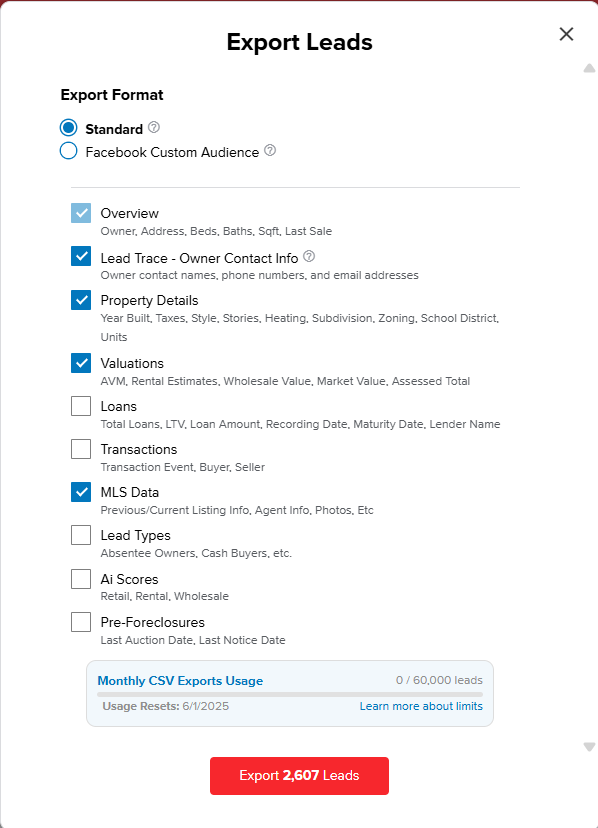 Export Leads
Export Format
Standard
Facebook Custom Audience
Overview
Owner, Address, Beds, Baths, Sqft, Last Sale
Lead Trace - Owner Contact Info
Owner contact names, phone numbers, and email addresses
Property Details
Year Built, Taxes, Style, Stories, Heating, Subdivision, Zoning, School District,
Units
Valuations
AVM, Rental Estimates, Wholesale Value, Market Value, Assessed Total
Loans
Total Loans, LTV, Loan Amount, Recording Date, Maturity Date, Lender Name
Transactions
Transaction Event, Buyer, Seller
MLS Data
Previous/Current Listing Info, Agent Info, Photos, Etc
Lead Types
Absentee Owners, Cash Buyers, etc.
Ai Scores
Retail, Rental, Wholesale
Pre-Foreclosures
Last Auction Date, Last Notice Date
Monthly CSV Exports Usage 0 / 60,000 leads
Usage Resets: 6/1/2025 Learn more about limits
Export 2,607 Leads